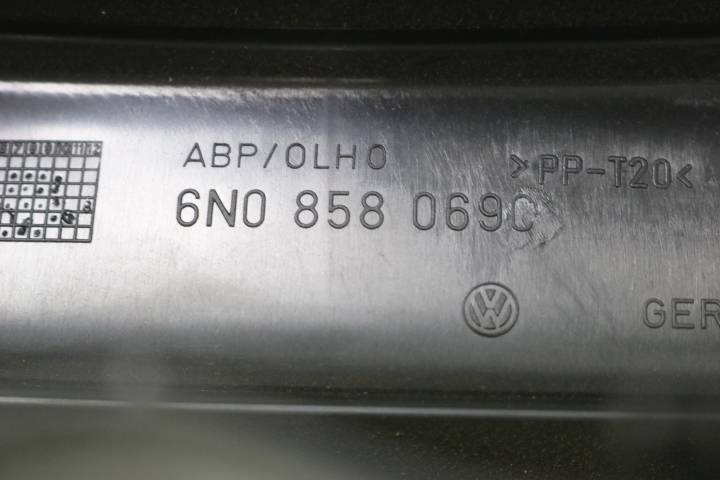 ABP/OLHO
>PP-T20<
6N0 858 069C
GER